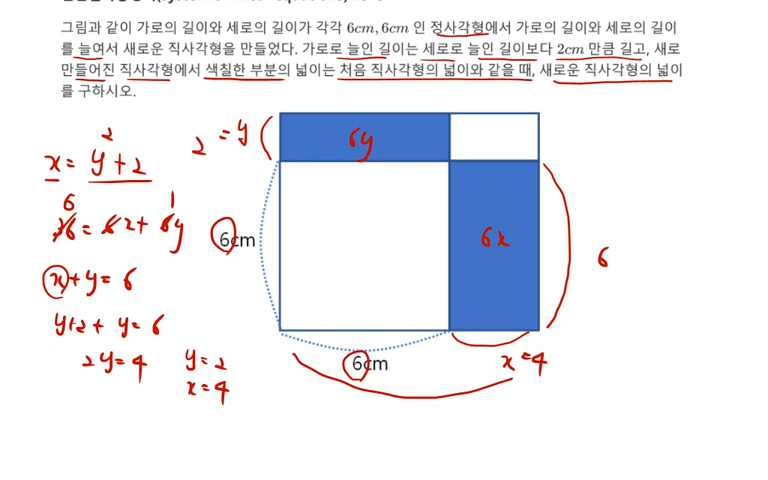 그림과 같이 가로의 길이와 세로의 길이가 각각 6cm, 6cm 인 정사각형에서 가로의 길이와 세로의 길이
를 늘여서 새로운 직사각형을 만들었다. 가로로 늘인 길이는 세로로 늘인 길이보다 2cm 만큼 길고, 새로
만들어진 직사각형에서 색칠한 부분의 넓이는 처음 직사각형의 넓이와 같을 때, 새로운 직사각형의 넓이
를 구하시오.
2
x = y + 2
2 = y
6y
6 1
36 = 6x + 6y
6cm
6x
6
x + y = 6
y+2 + y = 6
2y = 4
y = 2
x = 4
6cm
x = 4